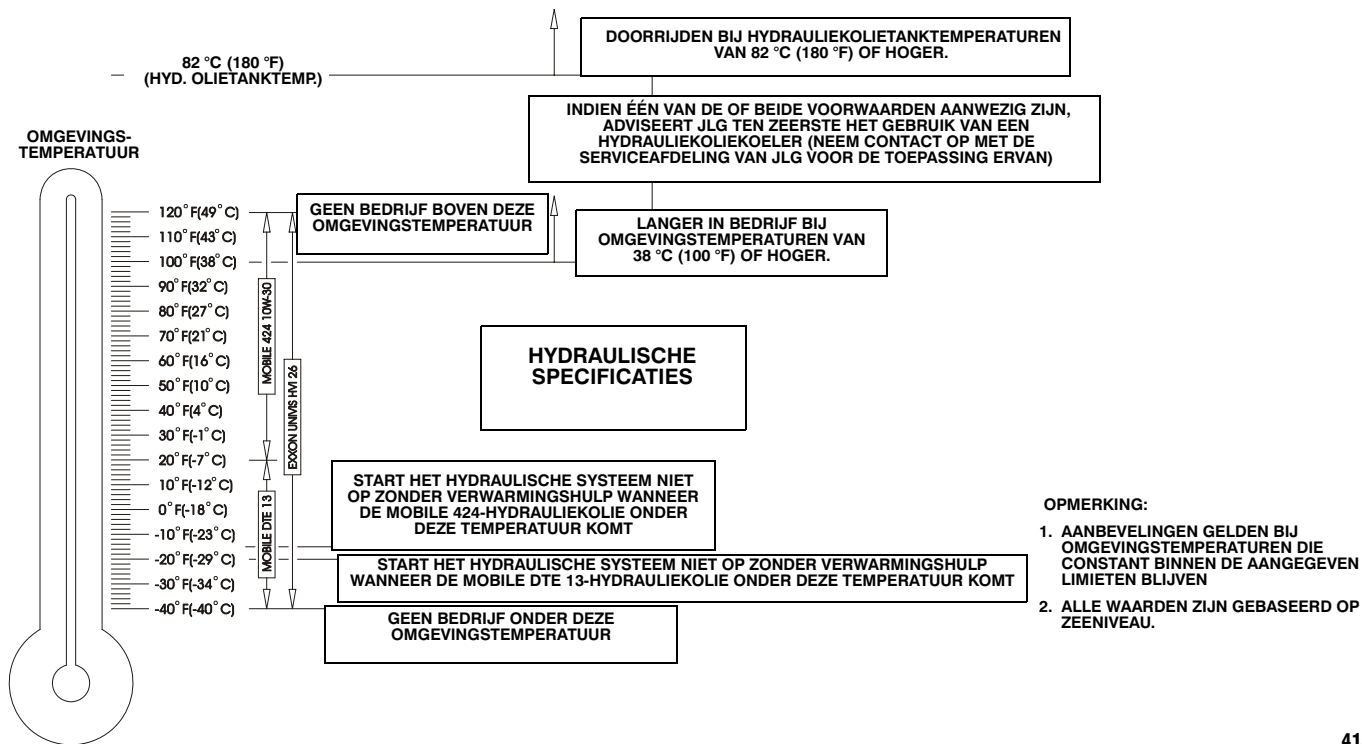 82 °C (180 °F)
(HYD. OLIETANKTEMP.)
DOORRIJDEN BIJ HYDRAULIEKOLIETANKTEMPERATUREN
VAN 82 °C (180 °F) OF HOGER.
INDIEN ÉÉN VAN DE OF BEIDE VOORWAARDEN AANWEZIG ZIJN,
ADVISEERT JLG TEN ZEERSTE HET GEBRUIK VAN EEN
HYDRAULIEKOLIEKOELER (NEEM CONTACT OP MET DE
SERVICEAFDELING VAN JLG VOOR DE TOEPASSING ERVAN)
OMGEVINGS-
TEMPERATUUR
GEEN BEDRIJF BOVEN DEZE
OMGEVINGSTEMPERATUUR
LANGER IN BEDRIJF BIJ
OMGEVINGSTEMPERATUREN VAN
38 °C (100 °F) OF HOGER.
120° F(49° C)
110° F(43° C)
100° F(38° C)
90° F(32° C)
80° F(27° C)
70° F(21° C)
60° F(16° C)
50° F(10° C)
40° F(4° C)
30° F(-1° C)
20° F(-7° C)
10° F(-12° C)
0° F(-18° C)
-10° F(-23° C)
-20° F(-29° C)
-30° F(-34° C)
-40° F(-40° C)
MOBILE 424 10W-30
MOBILE DTE 13
EXXON UNIVIS HVI 26
HYDRAULISCHE
SPECIFICATIES
START HET HYDRAULISCHE SYSTEEM NIET
OP ZONDER VERWARMINGSHULP WANNEER
DE MOBILE 424-HYDRAULIEKOLIE ONDER
DEZE TEMPERATUUR KOMT
START HET HYDRAULISCHE SYSTEEM NIET OP ZONDER VERWARMINGSHULP
WANNEER DE MOBILE DTE 13-HYDRAULIEKOLIE ONDER DEZE TEMPERATUUR KOMT
GEEN BEDRIJF ONDER DEZE
OMGEVINGSTEMPERATUUR
OPMERKING:
1. AANBEVELINGEN GELDEN BIJ
OMGEVINGSTEMPERATUREN DIE
CONSTANT BINNEN DE AANGEGEVEN
LIMIETEN BLIJVEN
2. ALLE WAARDEN ZIJN GEBASEERD OP
ZEENIVEAU.
41